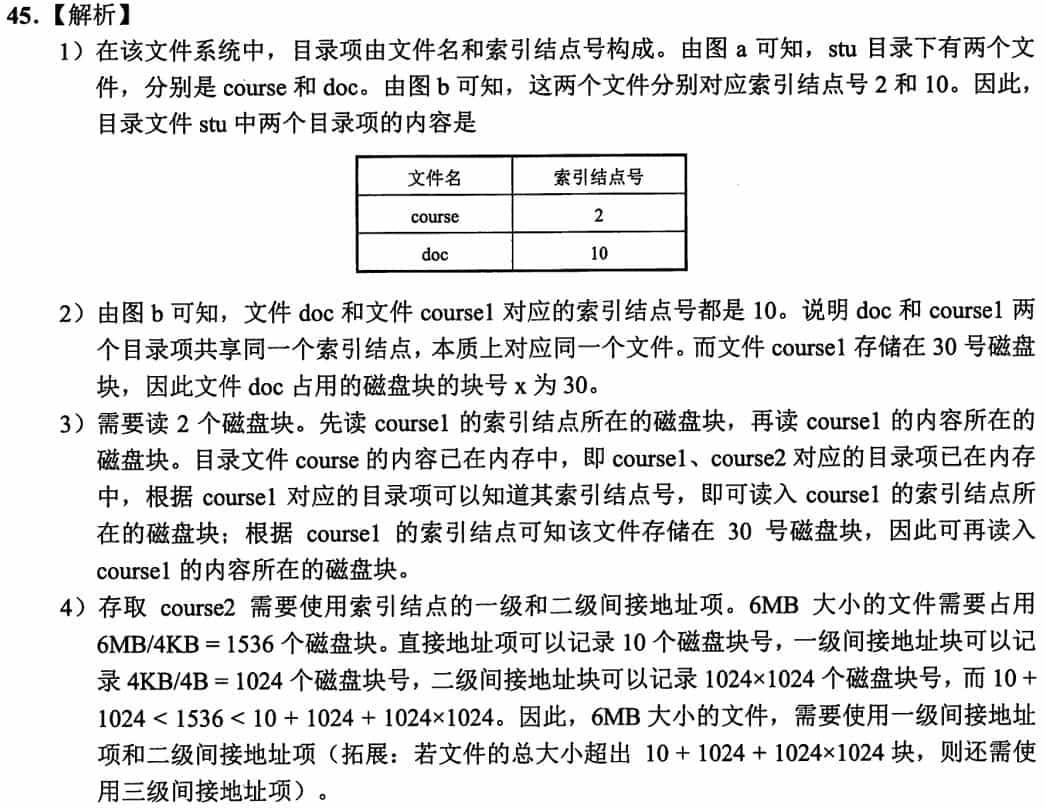 45.【解析】
1）在该文件系统中，目录项由文件名和索引结点号构成。由图 a 可知，stu 目录下有两个文
件，分别是 course 和 doc。由图 b 可知，这两个文件分别对应索引结点号 2 和 10。因此，
目录文件 stu 中两个目录项的内容是
文件名 索引结点号
course 2
doc 10
2）由图 b 可知，文件 doc 和文件 course1 对应的索引结点号都是 10。说明 doc 和 course1 两
个目录项共享同一个索引结点，本质上对应同一个文件。而文件 course1 存储在 30 号磁盘
块，因此文件 doc 占用的磁盘块的块号 x 为 30。
3）需要读 2 个磁盘块。先读 course1 的索引结点所在的磁盘块，再读 course1 的内容所在的
磁盘块。目录文件 course 的内容已在内存中，即 course1、course2 对应的目录项已在内存
中，根据 course1 对应的目录项可以知道其索引结点号，即可读入 course1 的索引结点所
在的磁盘块；根据 course1 的索引结点可知该文件存储在 30 号磁盘块，因此可再读入
course1 的内容所在的磁盘块。
4）存取 course2 需要使用索引结点的一级和二级间接地址项。6MB 大小的文件需要占用
6MB/4KB = 1536 个磁盘块。直接地址项可以记录 10 个磁盘块号，一级间接地址块可以记
录 4KB/4B = 1024 个磁盘块号，二级间接地址块可以记录 1024×1024 个磁盘块号，而 10 +
1024 < 1536 < 10 + 1024 + 1024×1024。因此，6MB 大小的文件，需要使用一级间接地址
项和二级间接地址项（拓展：若文件的总大小超出 10 + 1024 + 1024×1024 块，则还需使
用三级间接地址项）。